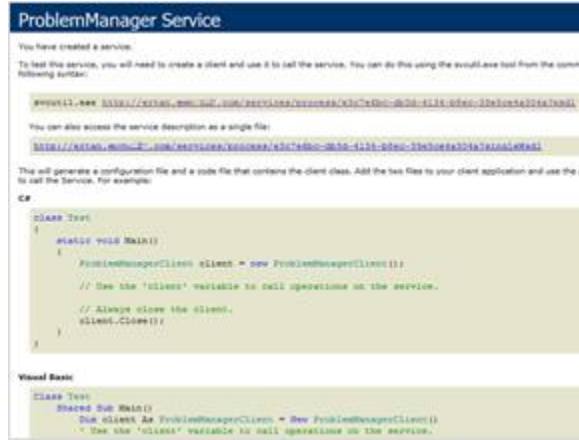 ProblemManager Service
You have created a service.
To test this service, you will need to create a client and use it to call the service. You can do this using the svcutil.exe tool from the
following syntax:
svcutil.exe
You can also access the service description as a single file:
This will generate a configuration file and a code file that contains the client class. Add the two files to your client application and use the
to call the Service. For example:
C#
class Test
{
static void Main()
{
ProblemManagerClient client = new ProblemManagerClient();
// Use the 'client' variable to call operations on the service.
// Always close the client.
client.Close();
}
}
Visual Basic
Class Test
Shared Sub Main()
Dim client As ProblemManagerClient = New ProblemManagerClient()
' Use the 'client' variable to call operations on the service.